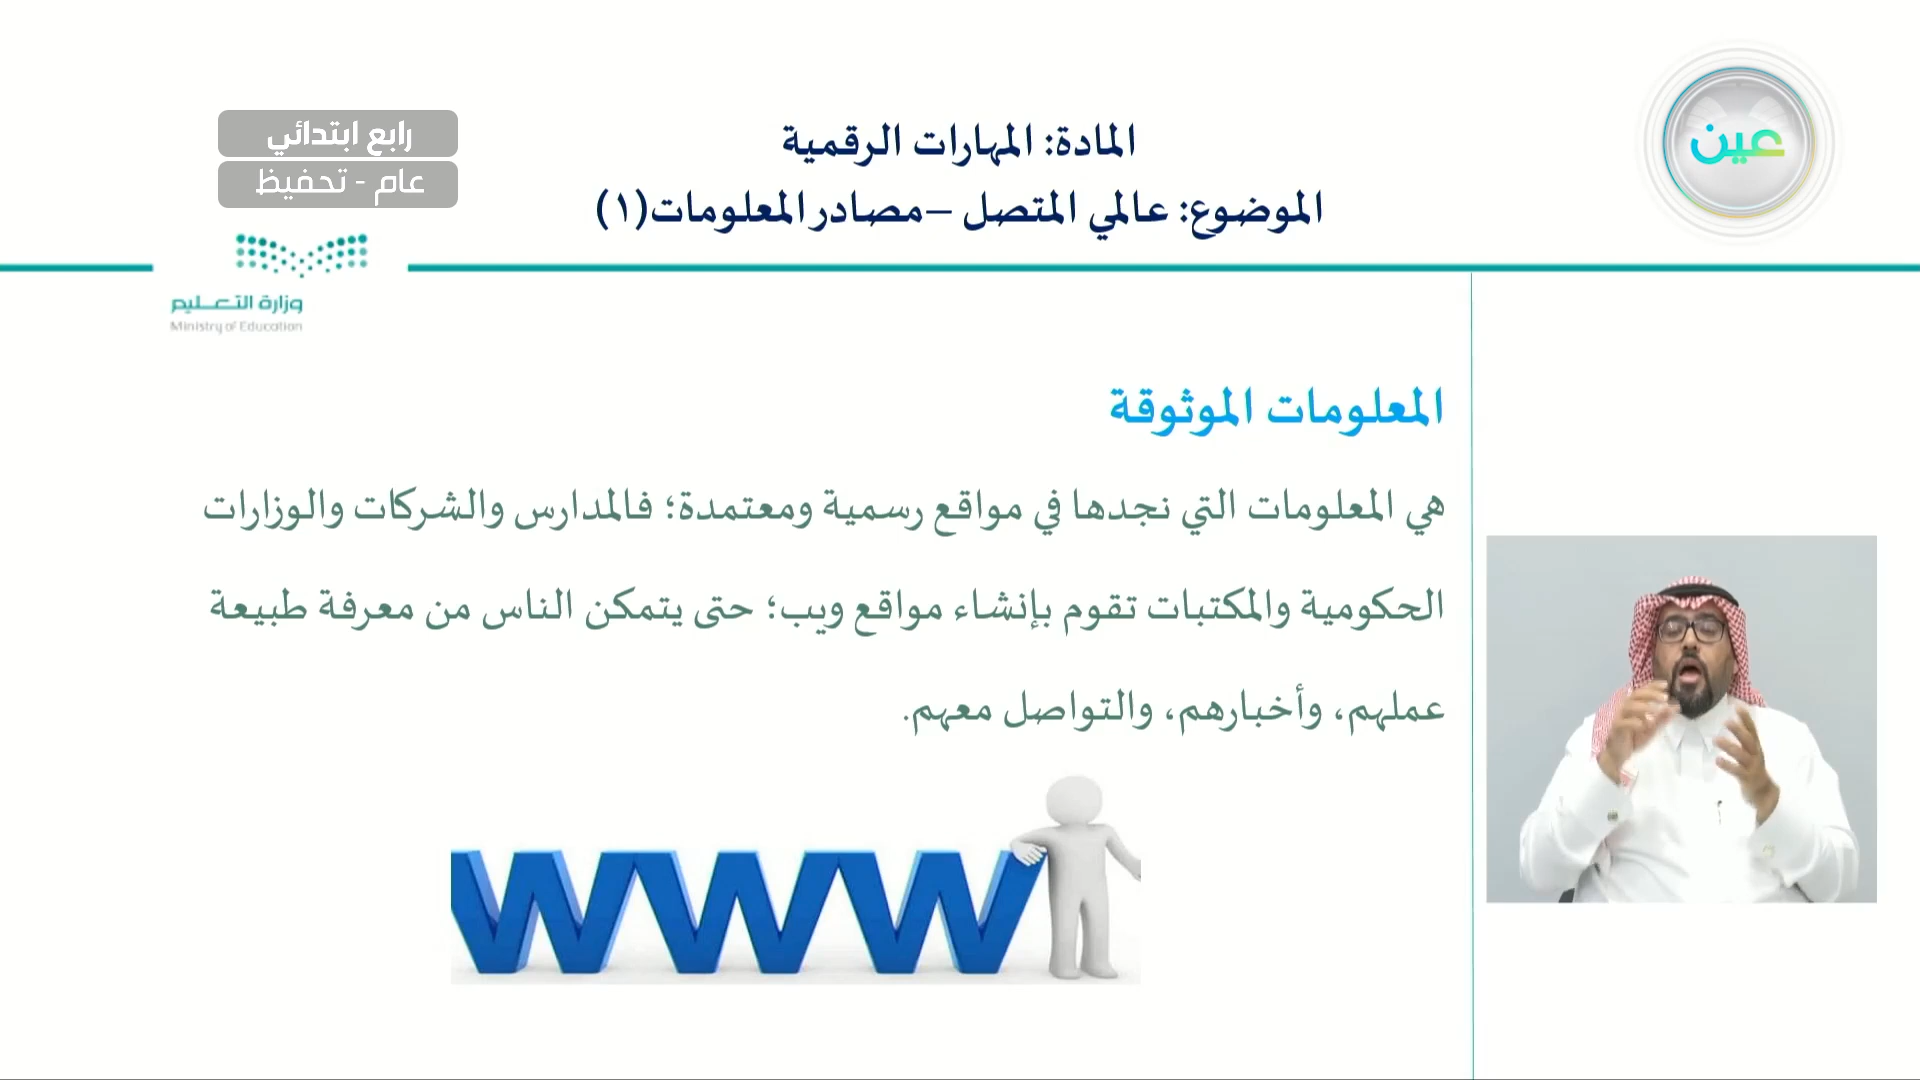 رابع ابتدائي
عام - تحفيظ
المادة: المهارات الرقمية
الموضوع: عالمي المتصل –مصادر المعلومات(١)
عين
وزارة التعليم
Ministry of Education
المعلومات الموثوقة
هي المعلومات التي نجدها في مواقع رسمية ومعتمدة؛ فالمدارس والشركات والوزارات
الحكومية والمكتبات تقوم بإنشاء مواقع ويب؛ حتى يتمكن الناس من معرفة طبيعة
عملهم، وأخبارهم، والتواصل معهم.
WWW